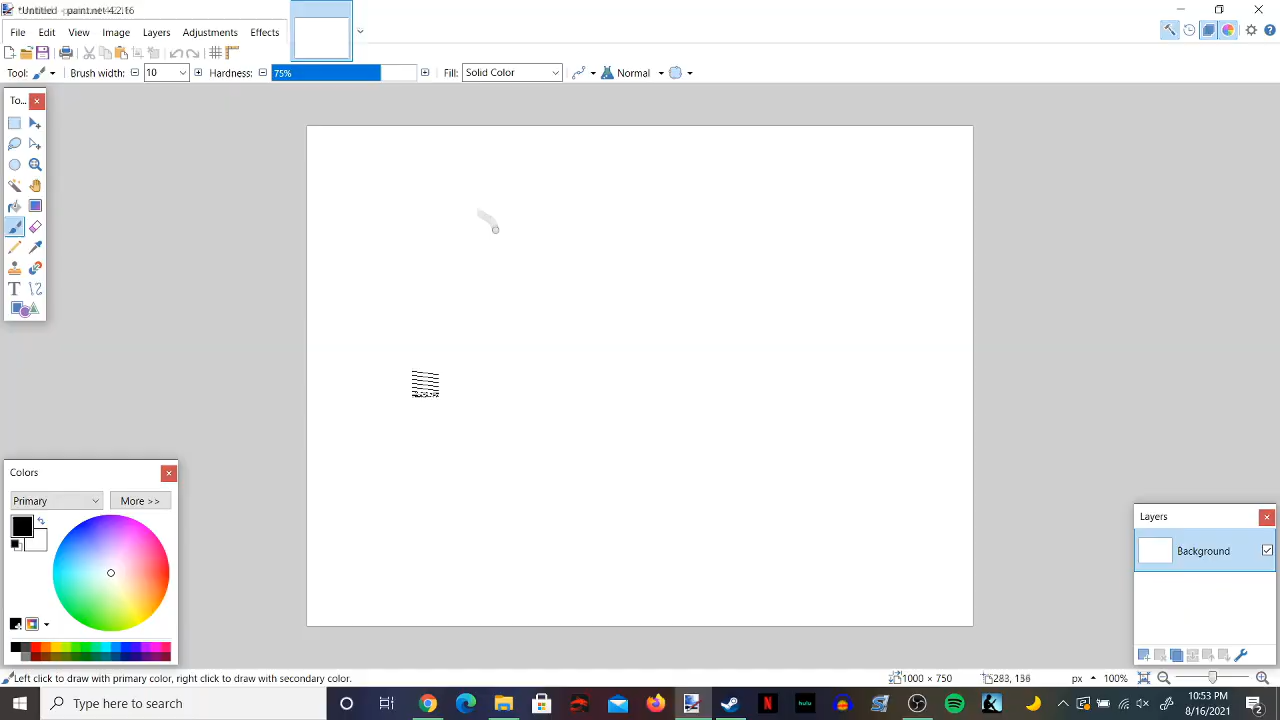 *Untitled - paint.net 4.2.16
File Edit View Image Layers Adjustments Effects
Tool: Brush width: 10 Hardness: 75% Fill: Solid Color Normal
To...
Colors
Primary More >>
Layers
Background
Left click to draw with primary color, right click to draw with secondary color.
1000 × 750 283, 156 px 100%
Type here to search
hulu
10:53 PM
8/16/2021
2